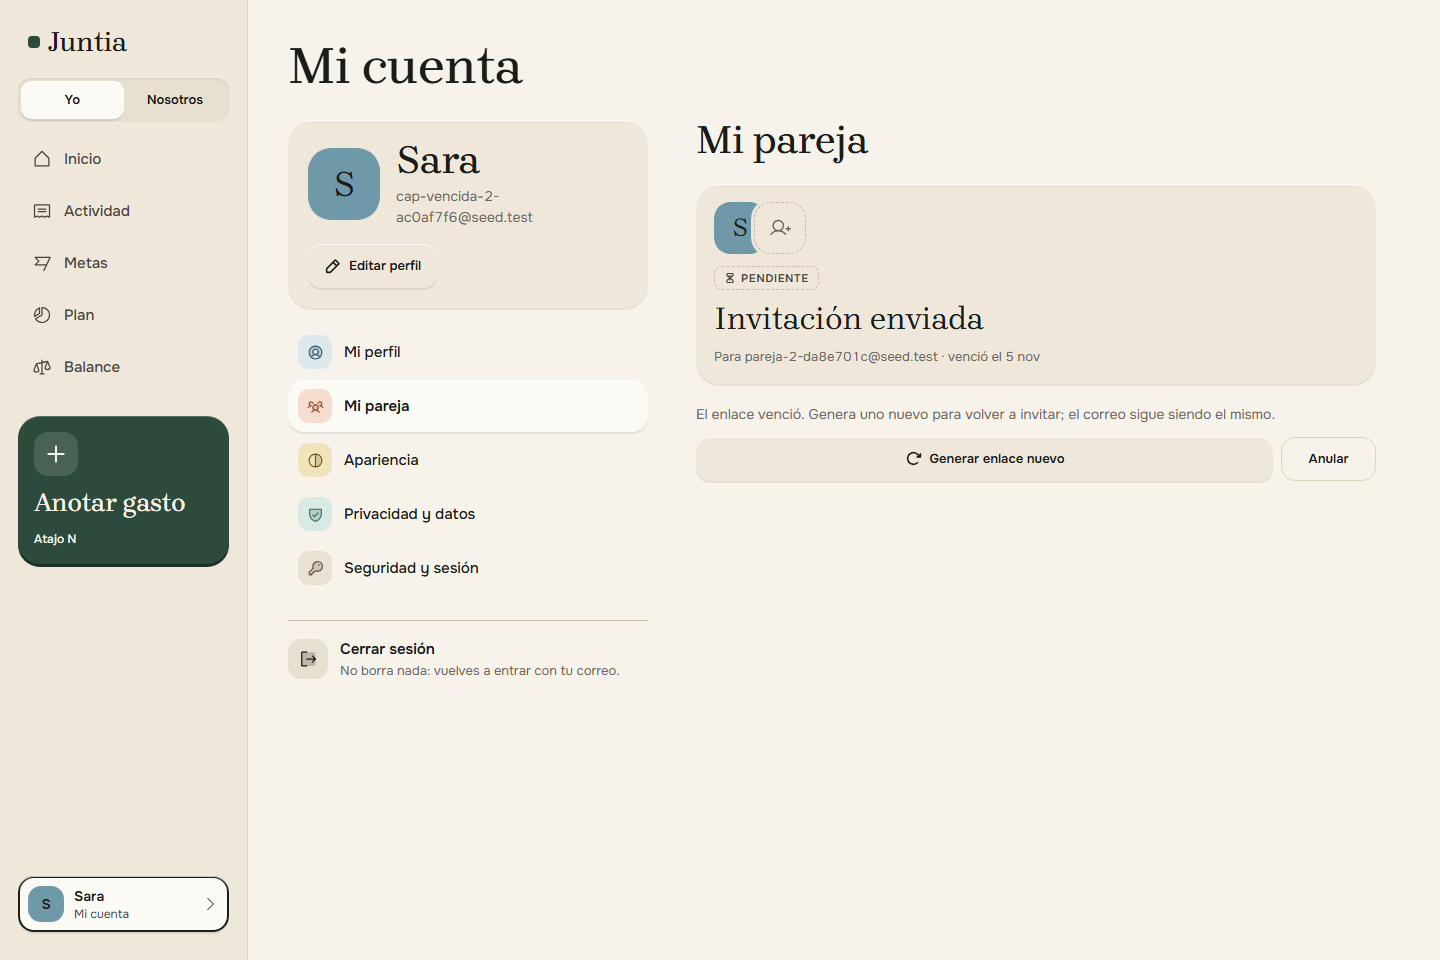 Juntia
Yo
Nosotros
Inicio
Actividad
Metas
Plan
Balance
Anotar gasto
Atajo N
S
Sara
Mi cuenta
Mi cuenta
S
Sara
cap-vencida-2-
ac0af7f6@seed.test
Editar perfil
Mi perfil
Mi pareja
Apariencia
Privacidad y datos
Seguridad y sesión
Cerrar sesión
No borra nada: vuelves a entrar con tu correo.
Mi pareja
S
PENDIENTE
Invitación enviada
Para pareja-2-da8e701c@seed.test · venció el 5 nov
El enlace venció. Genera uno nuevo para volver a invitar; el correo sigue siendo el mismo.
Generar enlace nuevo
Anular